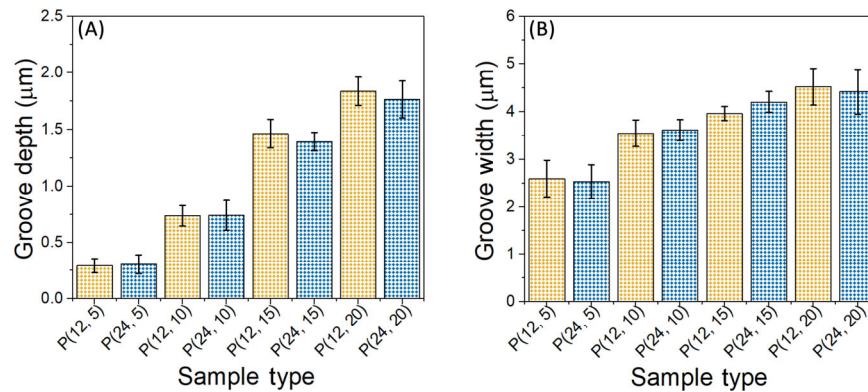 (A)
Groove depth (μm)
2.5
2.0
1.5
1.0
0.5
0.0
P(12, 5)
P(24, 5)
P(12, 10)
P(24, 10)
P(12, 15)
P(24, 15)
P(12, 20)
P(24, 20)
Sample type
(B)
Groove width (μm)
6
5
4
3
2
1
0
P(12, 5)
P(24, 5)
P(12, 10)
P(24, 10)
P(12, 15)
P(24, 15)
P(12, 20)
P(24, 20)
Sample type